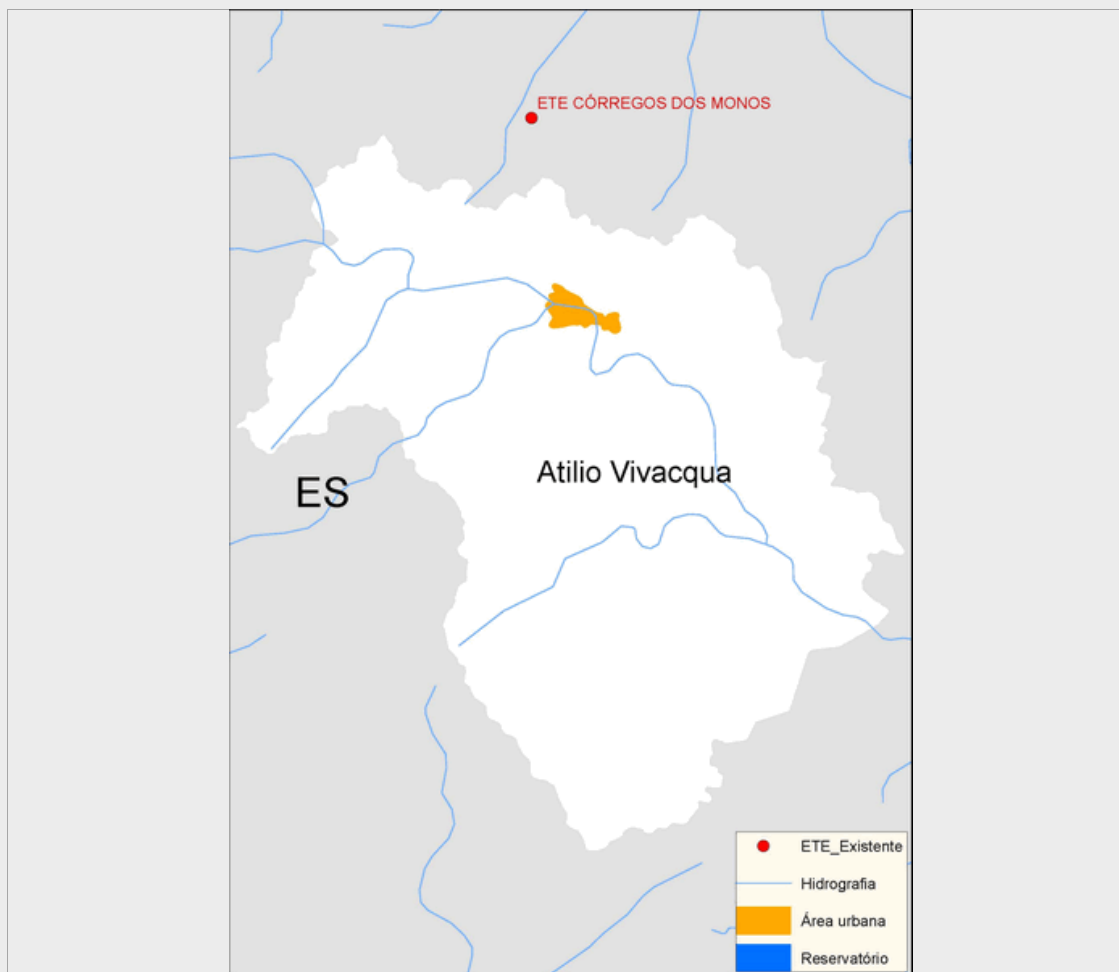 ETE CÓRREGOS DOS MONOS
Atilio Vivacqua
ES
ETE_Existente
Hidrografia
Área urbana
Reservatório